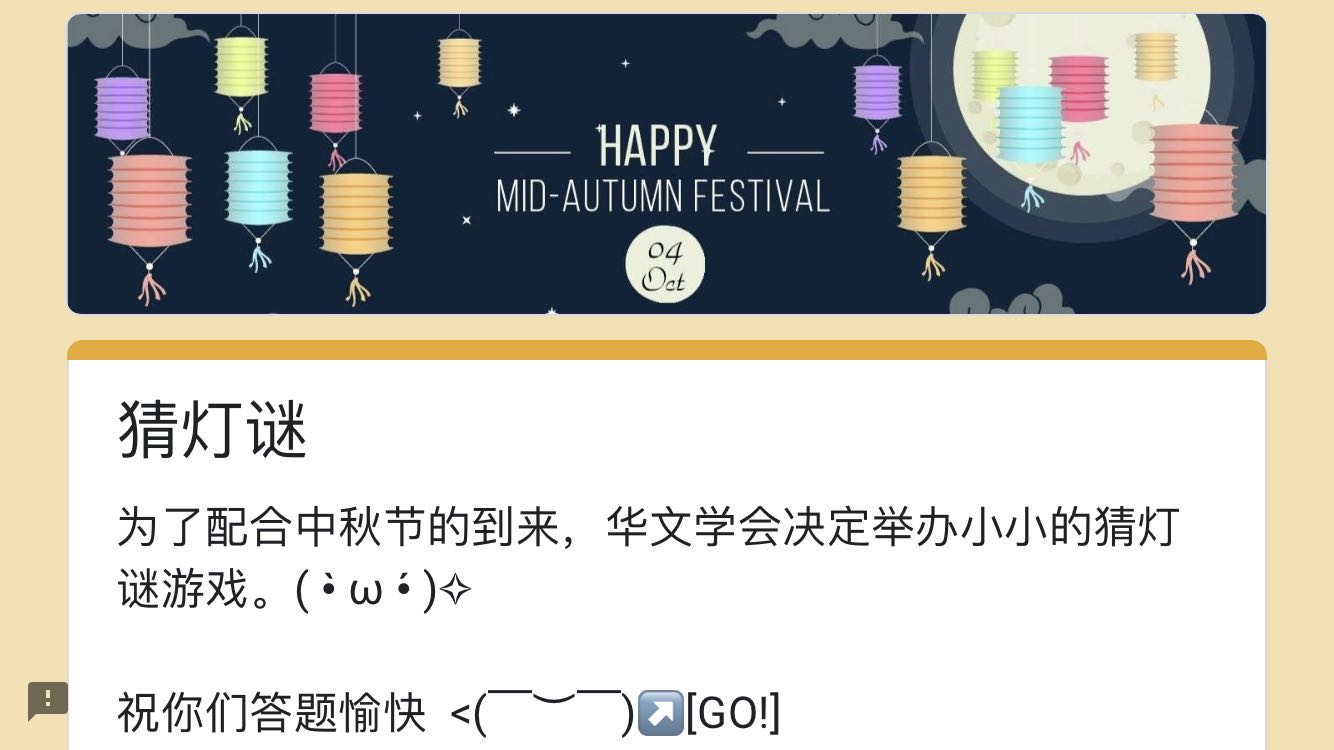 HAPPY
MID-AUTUMN FESTIVAL
04
Oct
猜灯谜
为了配合中秋节的到来，华文学会决定举办小小的猜灯
谜游戏。( •̀ ω •́ )✧
祝你们答题愉快 <(￣︶￣)↗️[GO!]